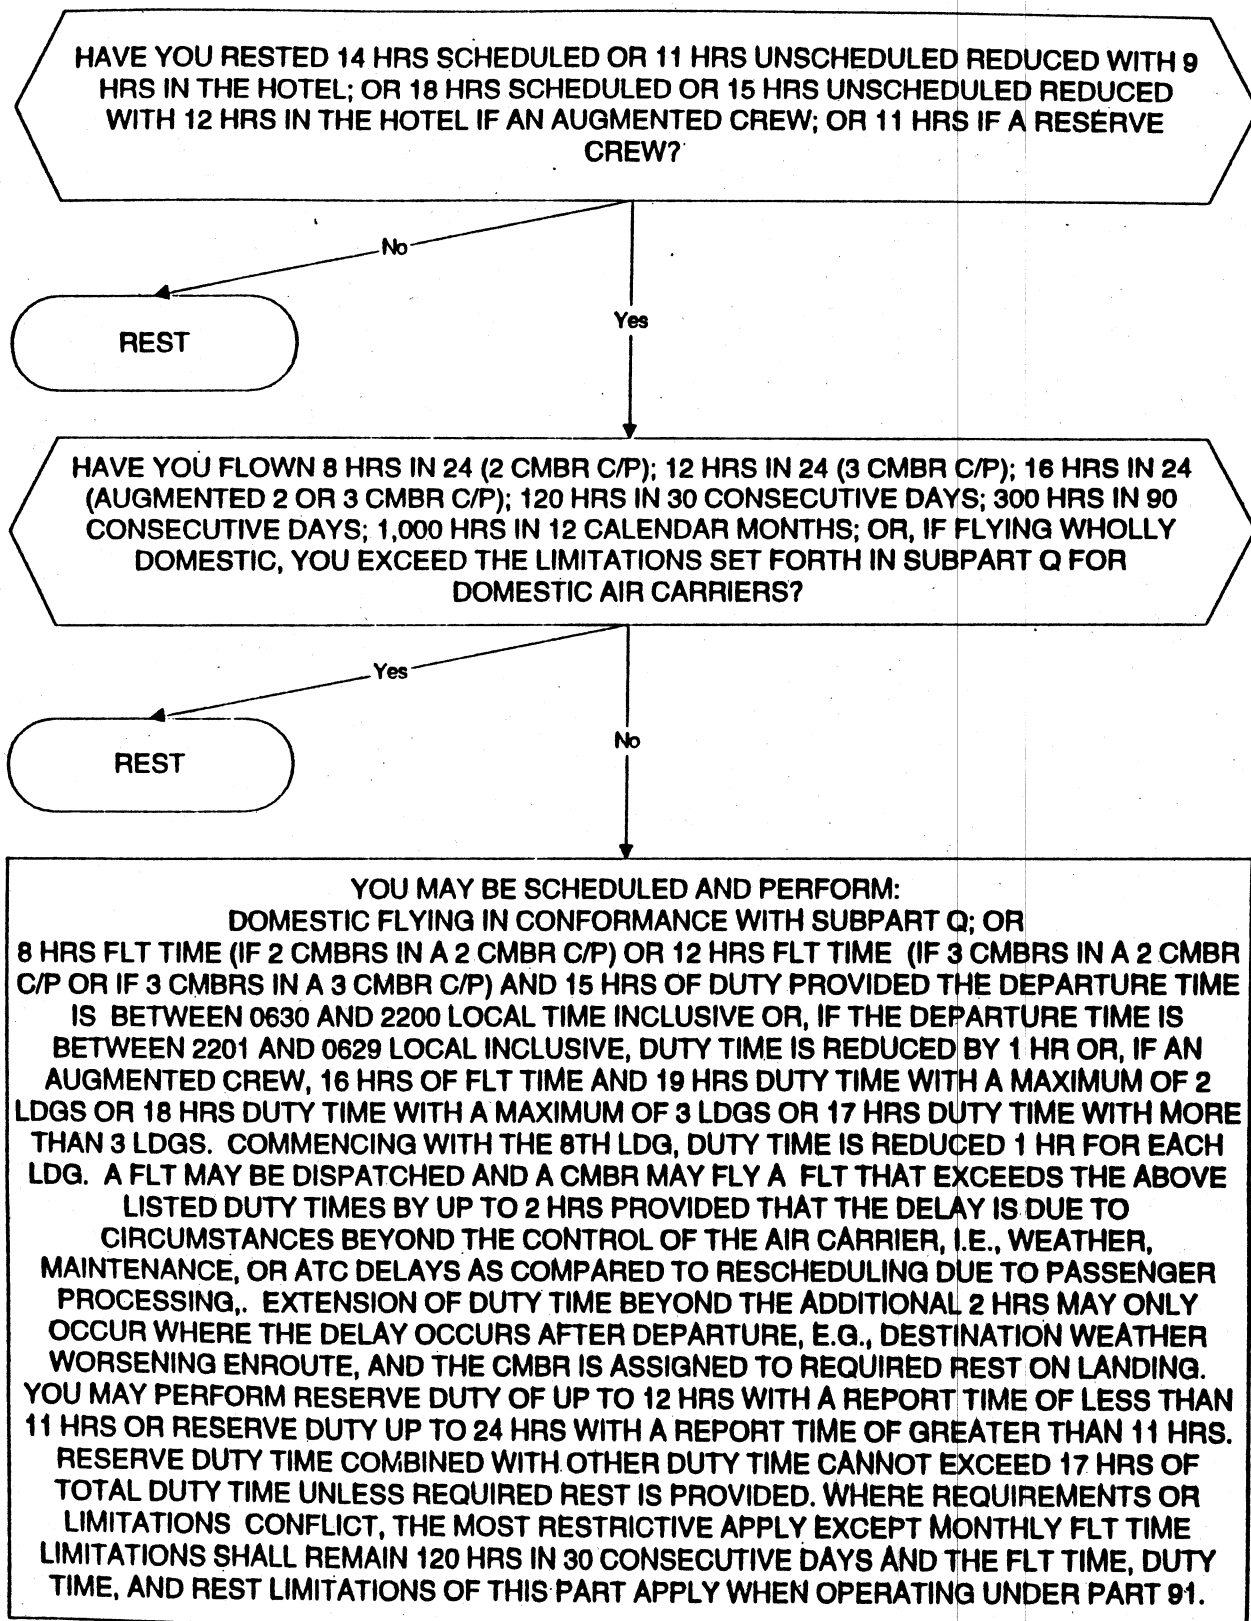 HAVE YOU RESTED 14 HRS SCHEDULED OR 11 HRS UNSCHEDULED REDUCED WITH 9
HRS IN THE HOTEL; OR 18 HRS SCHEDULED OR 15 HRS UNSCHEDULED REDUCED
WITH 12 HRS IN THE HOTEL IF AN AUGMENTED CREW; OR 11 HRS IF A RESERVE
CREW?
No
REST
Yes
HAVE YOU FLOWN 8 HRS IN 24 (2 CMBR C/P); 12 HRS IN 24 (3 CMBR C/P); 16 HRS IN 24
(AUGMENTED 2 OR 3 CMBR C/P); 120 HRS IN 30 CONSECUTIVE DAYS; 300 HRS IN 90
CONSECUTIVE DAYS; 1,000 HRS IN 12 CALENDAR MONTHS; OR, IF FLYING WHOLLY
DOMESTIC, YOU EXCEED THE LIMITATIONS SET FORTH IN SUBPART Q FOR
DOMESTIC AIR CARRIERS?
Yes
REST
No
YOU MAY BE SCHEDULED AND PERFORM:
DOMESTIC FLYING IN CONFORMANCE WITH SUBPART Q; OR
8 HRS FLT TIME (IF 2 CMBRS IN A 2 CMBR C/P) OR 12 HRS FLT TIME (IF 3 CMBRS IN A 2 CMBR
C/P OR IF 3 CMBRS IN A 3 CMBR C/P) AND 15 HRS OF DUTY PROVIDED THE DEPARTURE TIME
IS BETWEEN 0630 AND 2200 LOCAL TIME INCLUSIVE OR, IF THE DEPARTURE TIME IS
BETWEEN 2201 AND 0629 LOCAL INCLUSIVE, DUTY TIME IS REDUCED BY 1 HR OR, IF AN
AUGMENTED CREW, 16 HRS OF FLT TIME AND 19 HRS DUTY TIME WITH A MAXIMUM OF 2
LDGS OR 18 HRS DUTY TIME WITH A MAXIMUM OF 3 LDGS OR 17 HRS DUTY TIME WITH MORE
THAN 3 LDGS. COMMENCING WITH THE 8TH LDG, DUTY TIME IS REDUCED 1 HR FOR EACH
LDG. A FLT MAY BE DISPATCHED AND A CMBR MAY FLY A FLT THAT EXCEEDS THE ABOVE
LISTED DUTY TIMES BY UP TO 2 HRS PROVIDED THAT THE DELAY IS DUE TO
CIRCUMSTANCES BEYOND THE CONTROL OF THE AIR CARRIER, I.E., WEATHER,
MAINTENANCE, OR ATC DELAYS AS COMPARED TO RESCHEDULING DUE TO PASSENGER
PROCESSING,. EXTENSION OF DUTY TIME BEYOND THE ADDITIONAL 2 HRS MAY ONLY
OCCUR WHERE THE DELAY OCCURS AFTER DEPARTURE, E.G., DESTINATION WEATHER
WORSENING ENROUTE, AND THE CMBR IS ASSIGNED TO REQUIRED REST ON LANDING.
YOU MAY PERFORM RESERVE DUTY OF UP TO 12 HRS WITH A REPORT TIME OF LESS THAN
11 HRS OR RESERVE DUTY UP TO 24 HRS WITH A REPORT TIME OF GREATER THAN 11 HRS.
RESERVE DUTY TIME COMBINED WITH OTHER DUTY TIME CANNOT EXCEED 17 HRS OF
TOTAL DUTY TIME UNLESS REQUIRED REST IS PROVIDED. WHERE REQUIREMENTS OR
LIMITATIONS CONFLICT, THE MOST RESTRICTIVE APPLY EXCEPT MONTHLY FLT TIME
LIMITATIONS SHALL REMAIN 120 HRS IN 30 CONSECUTIVE DAYS AND THE FLT TIME, DUTY
TIME, AND REST LIMITATIONS OF THIS PART APPLY WHEN OPERATING UNDER PART 91.